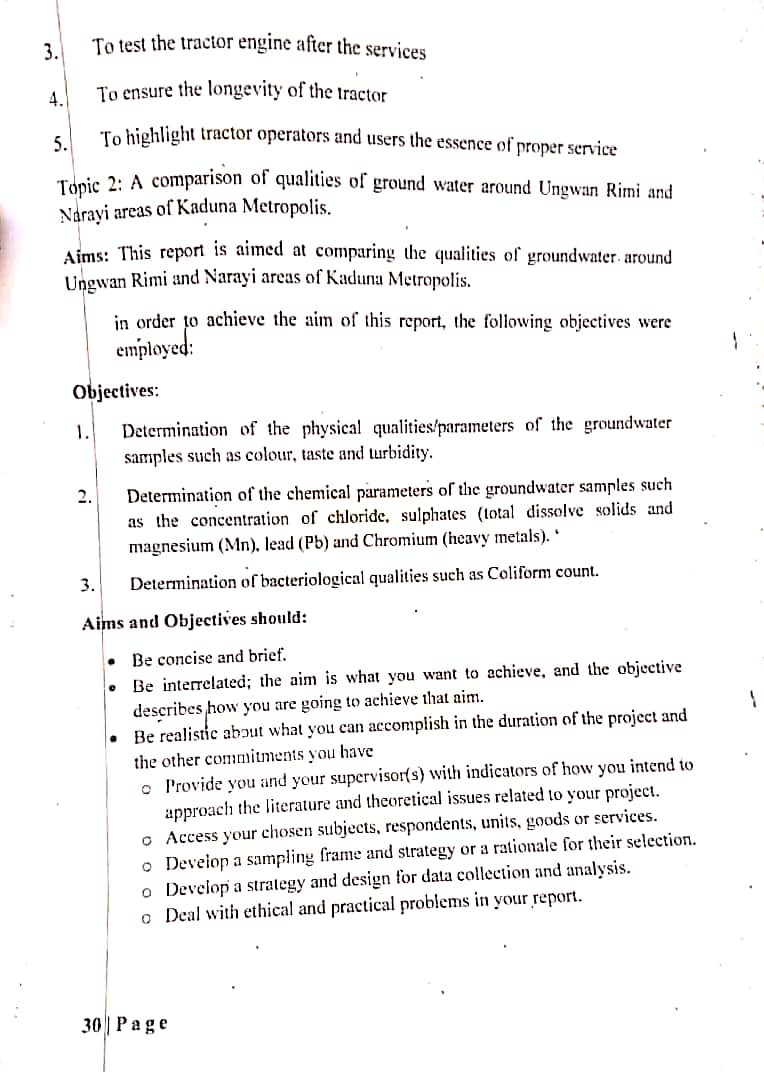 3. To test the tractor engine after the services
4. To ensure the longevity of the tractor
5. To highlight tractor operators and users the essence of proper service
Topic 2: A comparison of qualities of ground water around Ungwan Rimi and
Narayi areas of Kaduna Metropolis.
Aims: This report is aimed at comparing the qualities of groundwater around
Ungwan Rimi and Narayi areas of Kaduna Metropolis.
in order to achieve the aim of this report, the following objectives were
employed:
Objectives:
1. Determination of the physical qualities/parameters of the groundwater
samples such as colour, taste and turbidity.
2. Determination of the chemical parameters of the groundwater samples such
as the concentration of chloride, sulphates (total dissolve solids and
magnesium (Mn), lead (Pb) and Chromium (heavy metals). ‘
3. Determination of bacteriological qualities such as Coliform count.
Aims and Objectives should:
• Be concise and brief.
• Be interrelated; the aim is what you want to achieve, and the objective
describes how you are going to achieve that aim.
• Be realistic about what you can accomplish in the duration of the project and
the other commitments you have
o Provide you and your supervisor(s) with indicators of how you intend to
approach the literature and theoretical issues related to your project.
o Access your chosen subjects, respondents, units, goods or services.
o Develop a sampling frame and strategy or a rationale for their selection.
o Develop a strategy and design for data collection and analysis.
o Deal with ethical and practical problems in your report.
30 | Page